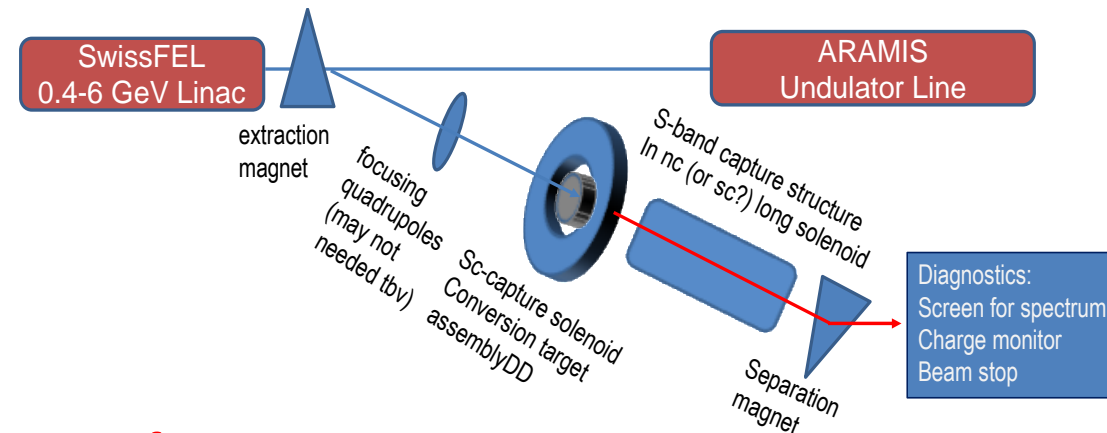 SwissFEL
0.4-6 GeV Linac
ARAMIS
Undulator Line
extraction
magnet
focusing
quadrupoles
(may not
needed tbv)
Sc-capture solenoid
Conversion target
assemblyDD
S-band capture structure
In nc (or sc?) long solenoid
Separation
magnet
Diagnostics:
Screen for spectrum
Charge monitor
Beam stop